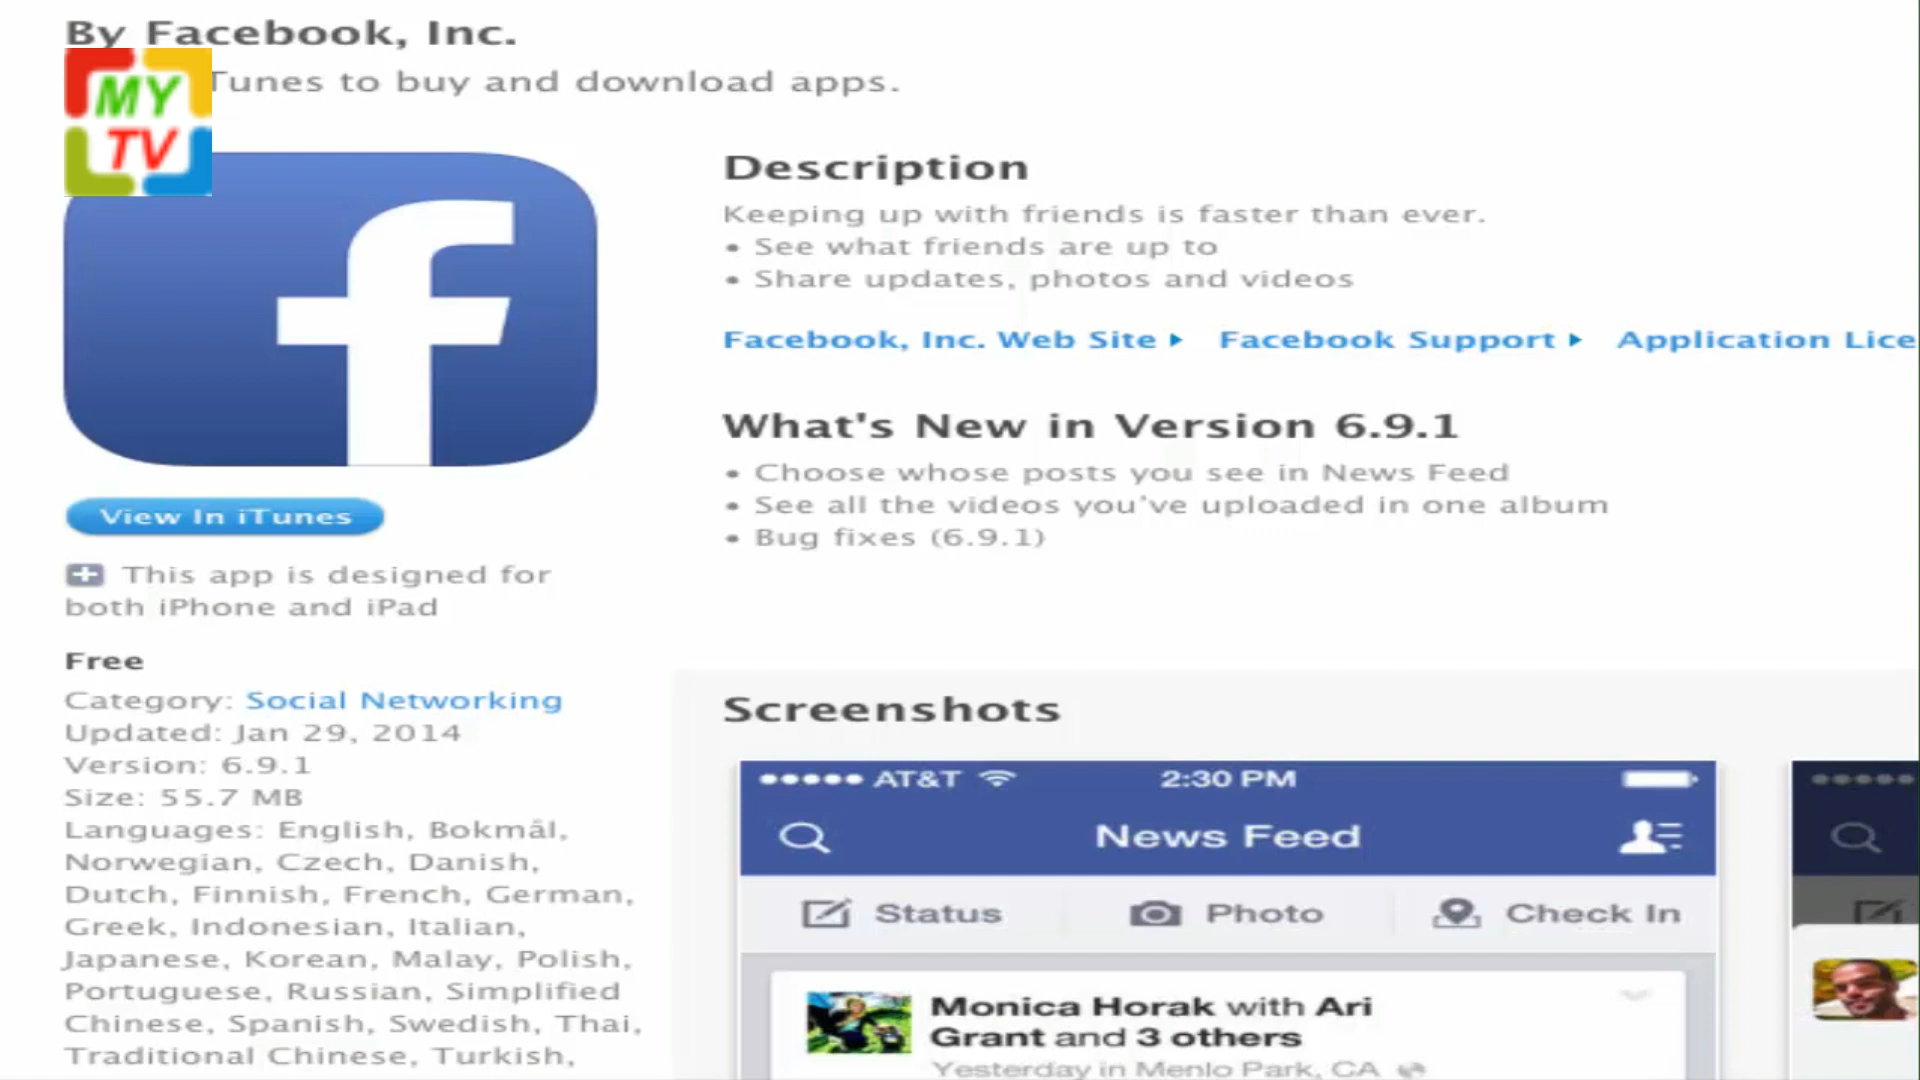 By Facebook, Inc.
Tunes to buy and download apps.
MY
TV
Description
Keeping up with friends is faster than ever.
• See what friends are up to
• Share updates, photos and videos
Facebook, Inc. Web Site Facebook Support Application Lice
What's New in Version 6.9.1
• Choose whose posts you see in News Feed
• See all the videos you've uploaded in one album
• Bug fixes (6.9.1)
View In iTunes
This app is designed for
both iPhone and iPad
Free
Category: Social Networking
Updated: Jan 29, 2014
Version: 6.9.1
Size: 55.7 MB
Languages: English, Bokmål,
Norwegian, Czech, Danish,
Dutch, Finnish, French, German,
Greek, Indonesian, Italian,
Japanese, Korean, Malay, Polish,
Portuguese, Russian, Simplified
Chinese, Spanish, Swedish, Thai,
Traditional Chinese, Turkish,
Screenshots
AT&T 2:30 PM
News Feed
Status Photo Check In
Monica Horak with Ari
Grant and 3 others
Yesterday in Menlo Park, CA